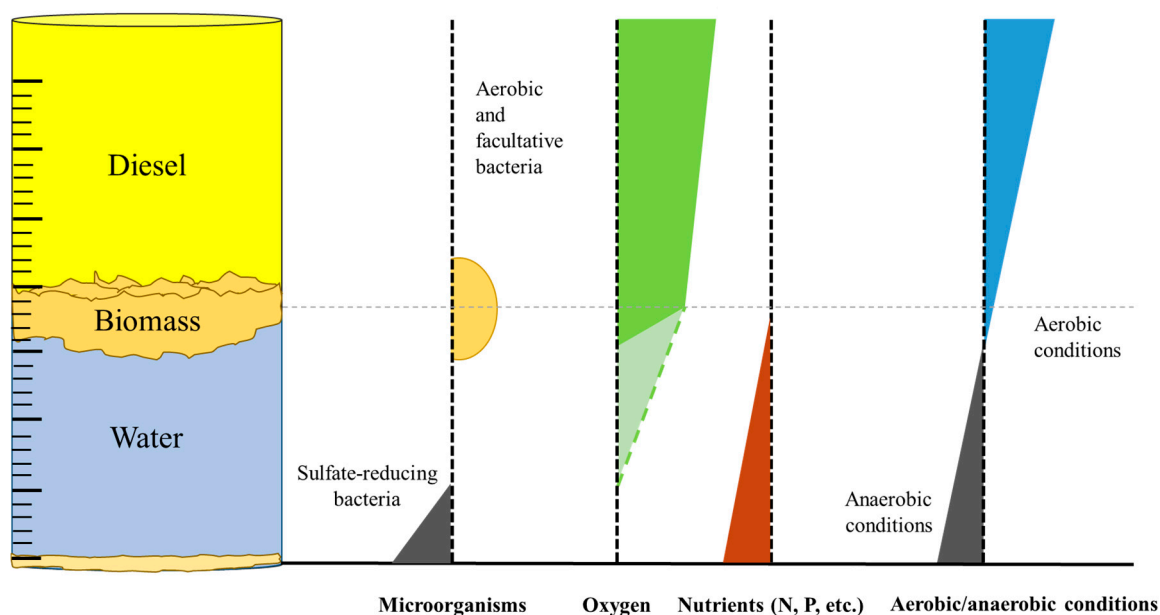 Diesel
Biomass
Water
Aerobic
and
facultative
bacteria
Sulfate-reducing
bacteria
Aerobic
conditions
Anaerobic
conditions
Microorganisms
Oxygen
Nutrients (N, P, etc.)
Aerobic/anaerobic conditions